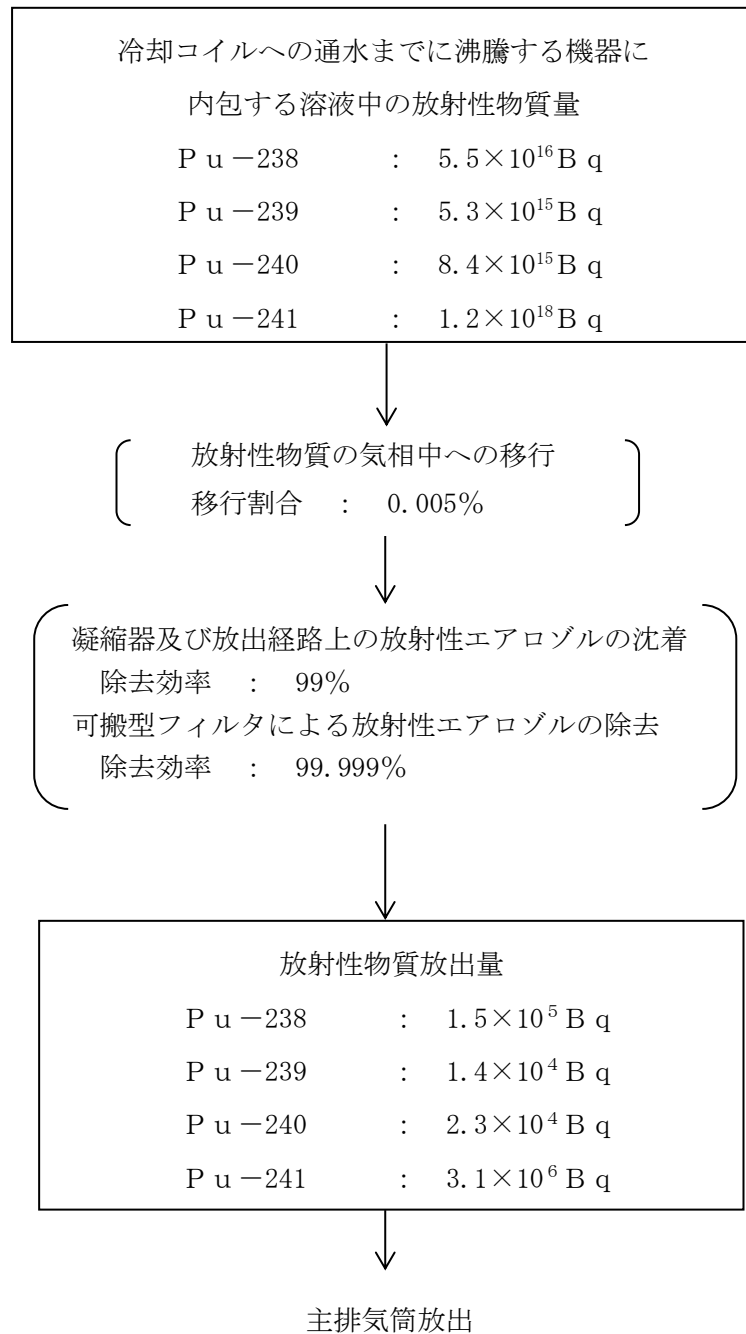 冷却コイルへの通水までに沸騰する機器に
内包する溶液中の放射性物質量
Ｐｕ－238 : 5.5×10¹⁶Ｂｑ
Ｐｕ－239 : 5.3×10¹⁵Ｂｑ
Ｐｕ－240 : 8.4×10¹⁵Ｂｑ
Ｐｕ－241 : 1.2×10¹⁸Ｂｑ
放射性物質の気相中への移行
移行割合 : 0.005％
凝縮器及び放出経路上の放射性エアロゾルの沈着
除去効率 : 99％
可搬型フィルタによる放射性エアロゾルの除去
除去効率 : 99.999％
放射性物質放出量
Ｐｕ－238 : 1.5×10⁵Ｂｑ
Ｐｕ－239 : 1.4×10⁴Ｂｑ
Ｐｕ－240 : 2.3×10⁴Ｂｑ
Ｐｕ－241 : 3.1×10⁶Ｂｑ
主排気筒放出